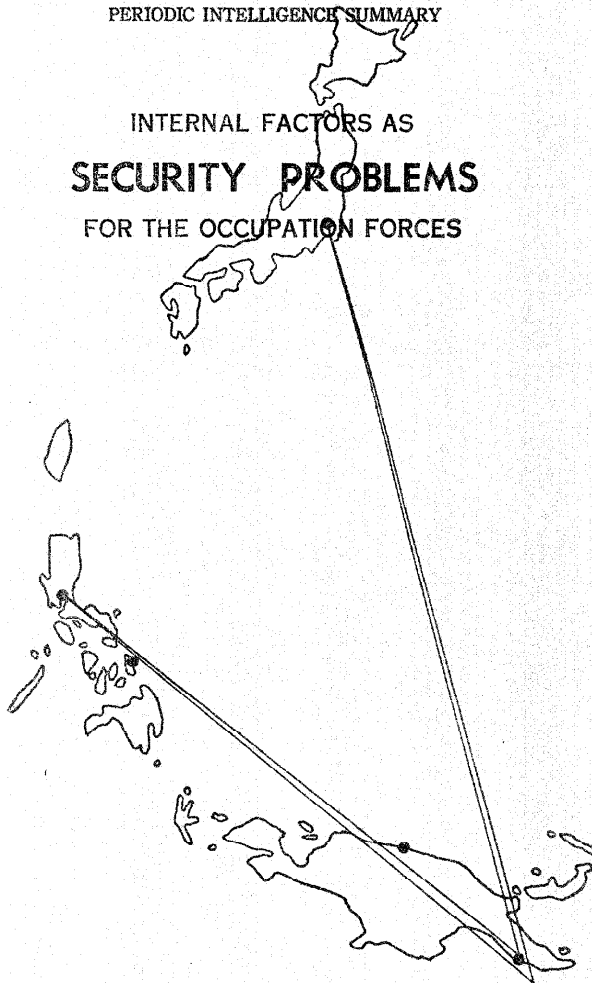 PERIODIC INTELLIGENCE SUMMARY
INTERNAL FACTORS AS
SECURITY PROBLEMS
FOR THE OCCUPATION FORCES